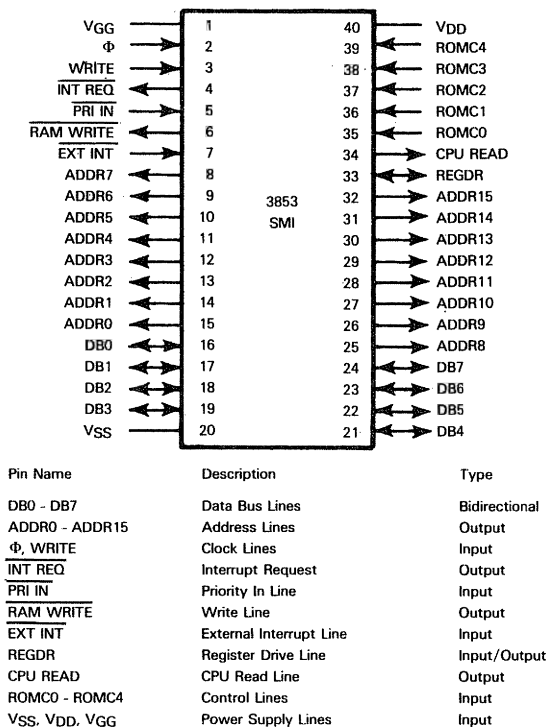 VGG 1 40 VDD
Φ 2 39 ROMC4
WRITE 3 38 ROMC3
INT REQ 4 37 ROMC2
PRI IN 5 36 ROMC1
RAM WRITE 6 35 ROMC0
EXT INT 7 34 CPU READ
ADDR7 8 33 REGDR
ADDR6 9 3853 32 ADDR15
ADDR5 10 SMI 31 ADDR14
ADDR4 11 30 ADDR13
ADDR3 12 29 ADDR12
ADDR2 13 28 ADDR11
ADDR1 14 27 ADDR10
ADDR0 15 26 ADDR9
DB0 16 25 ADDR8
DB1 17 24 DB7
DB2 18 23 DB6
DB3 19 22 DB5
VSS 20 21 DB4
Pin Name Description Type
DB0 - DB7 Data Bus Lines Bidirectional
ADDR0 - ADDR15 Address Lines Output
Φ, WRITE Clock Lines Input
INT REQ Interrupt Request Output
PRI IN Priority In Line Input
RAM WRITE Write Line Output
EXT INT External Interrupt Line Input
REGDR Register Drive Line Input/Output
CPU READ CPU Read Line Output
ROMC0 - ROMC4 Control Lines Input
VSS, VDD, VGG Power Supply Lines Input